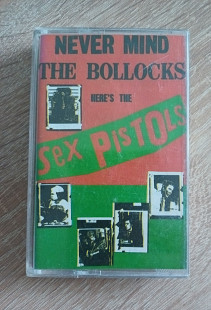 NEVER MIND
THE BOLLOCKS
HERE'S THE
Sex PiSTOLS